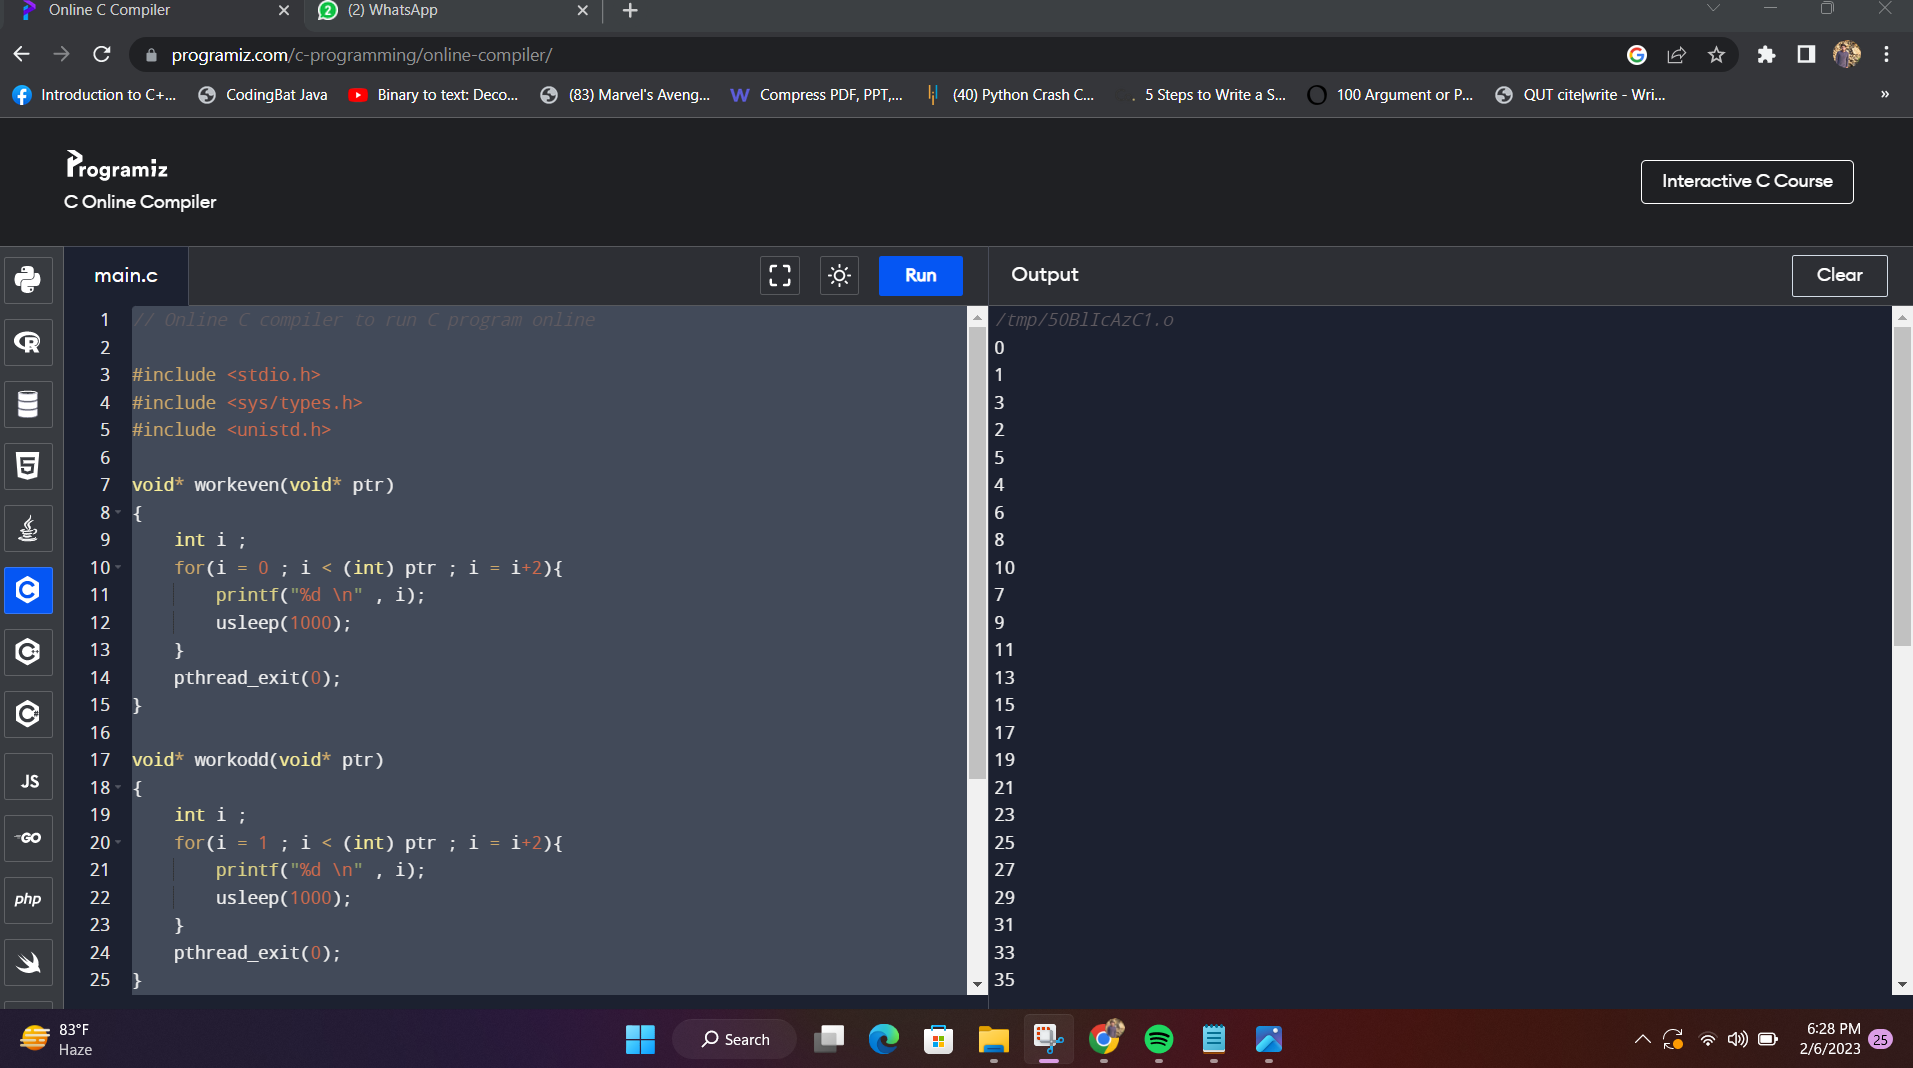 Online C Compiler
(2) WhatsApp
programiz.com/c-programming/online-compiler/
Introduction to C+...
CodingBat Java
Binary to text: Deco...
(83) Marvel's Aveng...
Compress PDF, PPT,...
(40) Python Crash C...
5 Steps to Write a S...
100 Argument or P...
QUT cite|write - Wri...
»
Programiz
C Online Compiler
Interactive C Course
main.c
Run
Output
Clear
1 // Online C compiler to run C program online
2
3 #include <stdio.h>
4 #include <sys/types.h>
5 #include <unistd.h>
6
7 void* workeven(void* ptr)
8 {
9 int i ;
10 for(i = 0 ; i < (int) ptr ; i = i+2){
11 printf("%d \n" , i);
12 usleep(1000);
13 }
14 pthread_exit(0);
15 }
16
17 void* workodd(void* ptr)
18 {
19 int i ;
20 for(i = 1 ; i < (int) ptr ; i = i+2){
21 printf("%d \n" , i);
22 usleep(1000);
23 }
24 pthread_exit(0);
25 }
/tmp/5OBlIcAzC1.o
0
1
3
2
5
4
6
8
10
7
9
11
13
15
17
19
21
23
25
27
29
31
33
35
R
5
C
C
C
JS
GO
php
83°F
Haze
Search
6:28 PM
2/6/2023
25